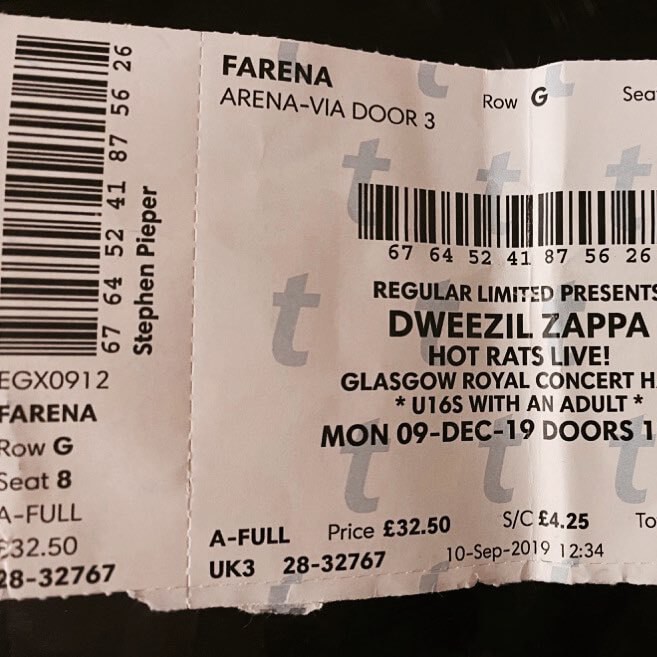 67 64 52 41 87 56 26
Stephen Pieper
EGX0912
FARENA
Row G
Seat 8
A-FULL
£32.50
28-32767
FARENA
ARENA-VIA DOOR 3
Row G
67 64 52 41 87 56 26
REGULAR LIMITED PRESENTS
DWEEZIL ZAPPA
HOT RATS LIVE!
GLASGOW ROYAL CONCERT H
* U16S WITH AN ADULT *
MON 09-DEC-19 DOORS 1
A-FULL Price £32.50 S/C £4.25 To
UK3 28-32767 10-Sep-2019 12:34